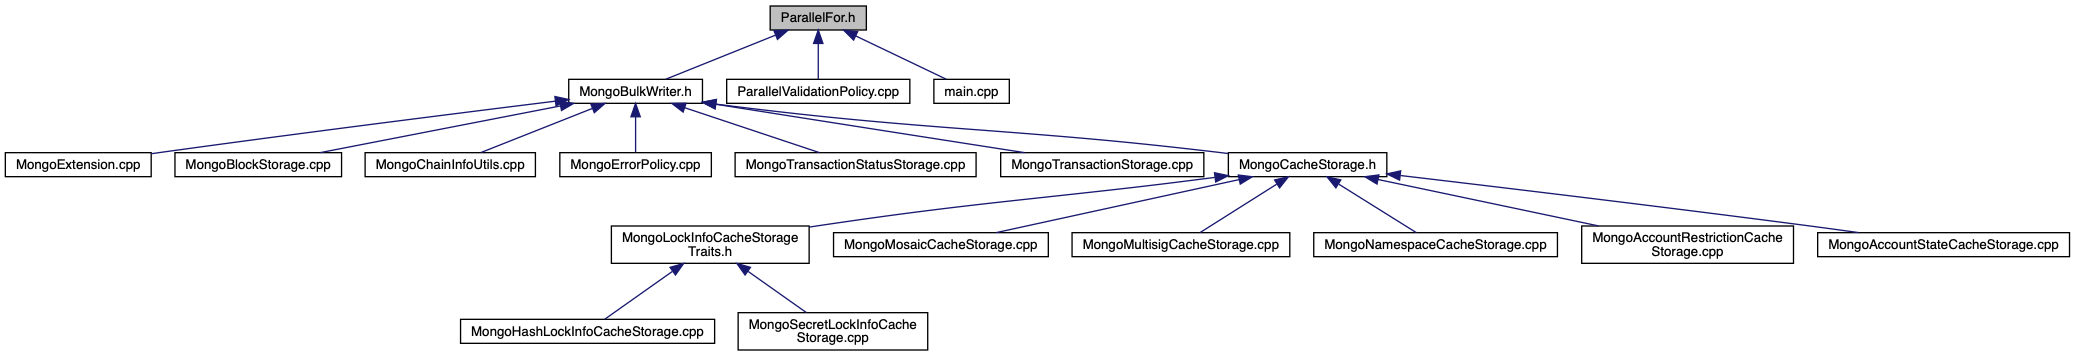 ParallelFor.h
MongoBulkWriter.h
ParallelValidationPolicy.cpp
main.cpp
MongoExtension.cpp
MongoBlockStorage.cpp
MongoChainInfoUtils.cpp
MongoErrorPolicy.cpp
MongoTransactionStatusStorage.cpp
MongoTransactionStorage.cpp
MongoCacheStorage.h
MongoLockInfoCacheStorage
Traits.h
MongoMosaicCacheStorage.cpp
MongoMultisigCacheStorage.cpp
MongoNamespaceCacheStorage.cpp
MongoAccountRestrictionCache
Storage.cpp
MongoAccountStateCacheStorage.cpp
MongoHashLockInfoCacheStorage.cpp
MongoSecretLockInfoCache
Storage.cpp